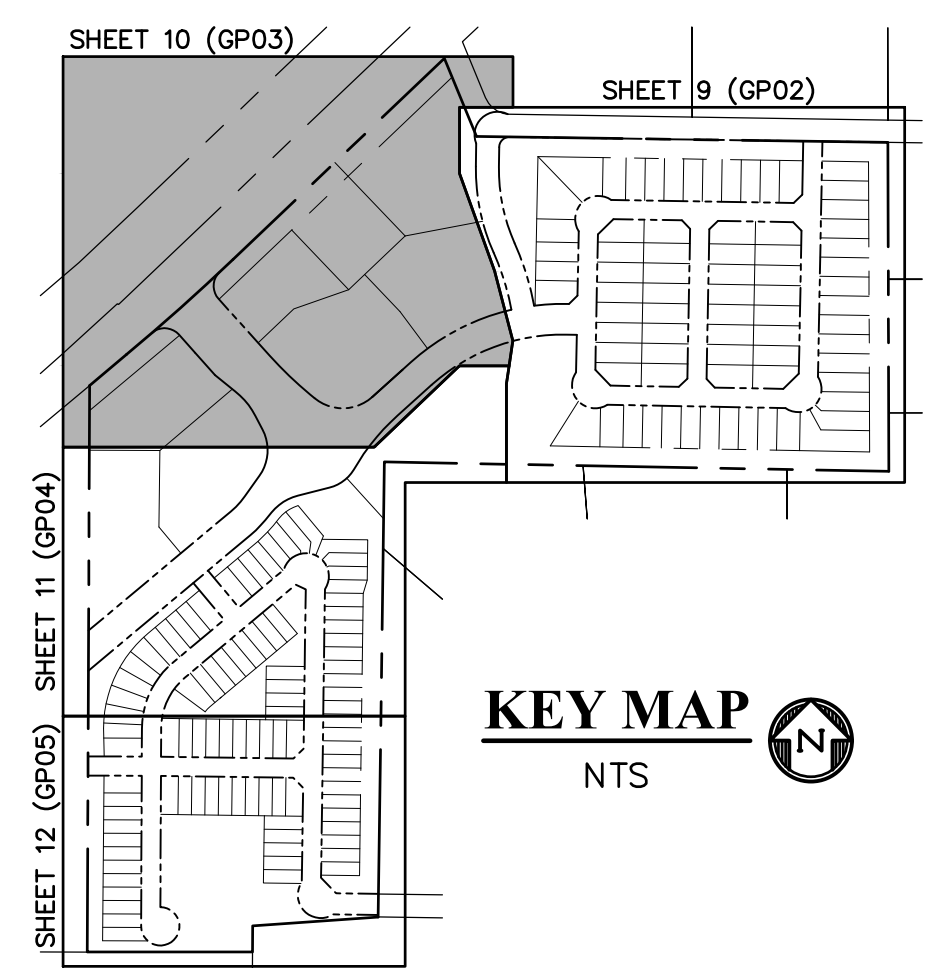 SHEET 10 (GP03)
SHEET 9 (GP02)
SHEET 11 (GP04)
SHEET 12 (GP05)
KEY MAP
N
NTS